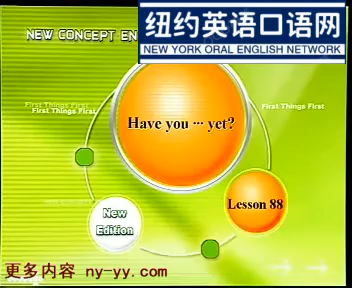 NEW CONCEPT EN
纽约英语口语网
NEW YORK ORAL ENGLISH NETWORK
First Things First
First Things First
First Things First
Have you ··· yet?
Lesson 88
New
Edition
更多内容 ny-yy.com